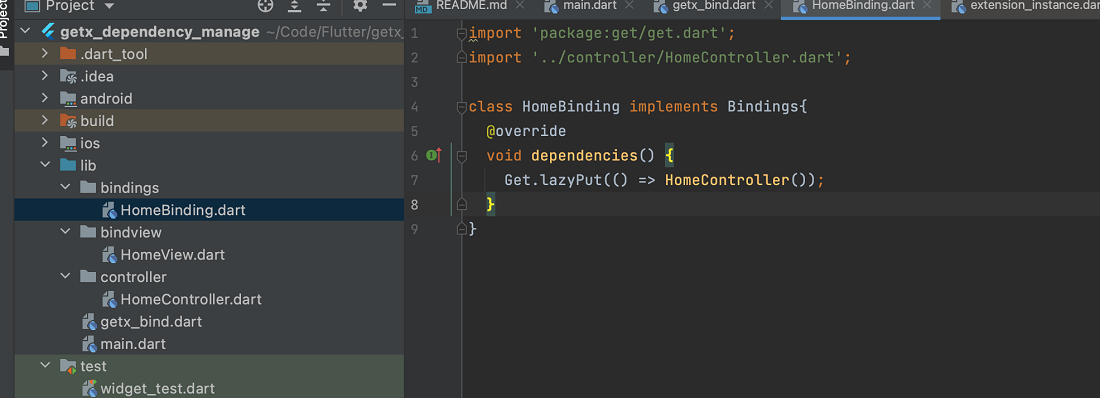 Project
Project
getx_dependency_manage ~/Code/Flutter/getx_
.dart_tool
.idea
android
build
ios
lib
bindings
HomeBinding.dart
bindview
HomeView.dart
controller
HomeController.dart
getx_bind.dart
main.dart
test
widget_test.dart
README.md main.dart getx_bind.dart HomeBinding.dart extension_instance.dar
1 import 'package:get/get.dart';
2 import '../controller/HomeController.dart';
3
4 class HomeBinding implements Bindings{
5 @override
6 void dependencies() {
7 Get.lazyPut(() => HomeController());
8 }
9 }